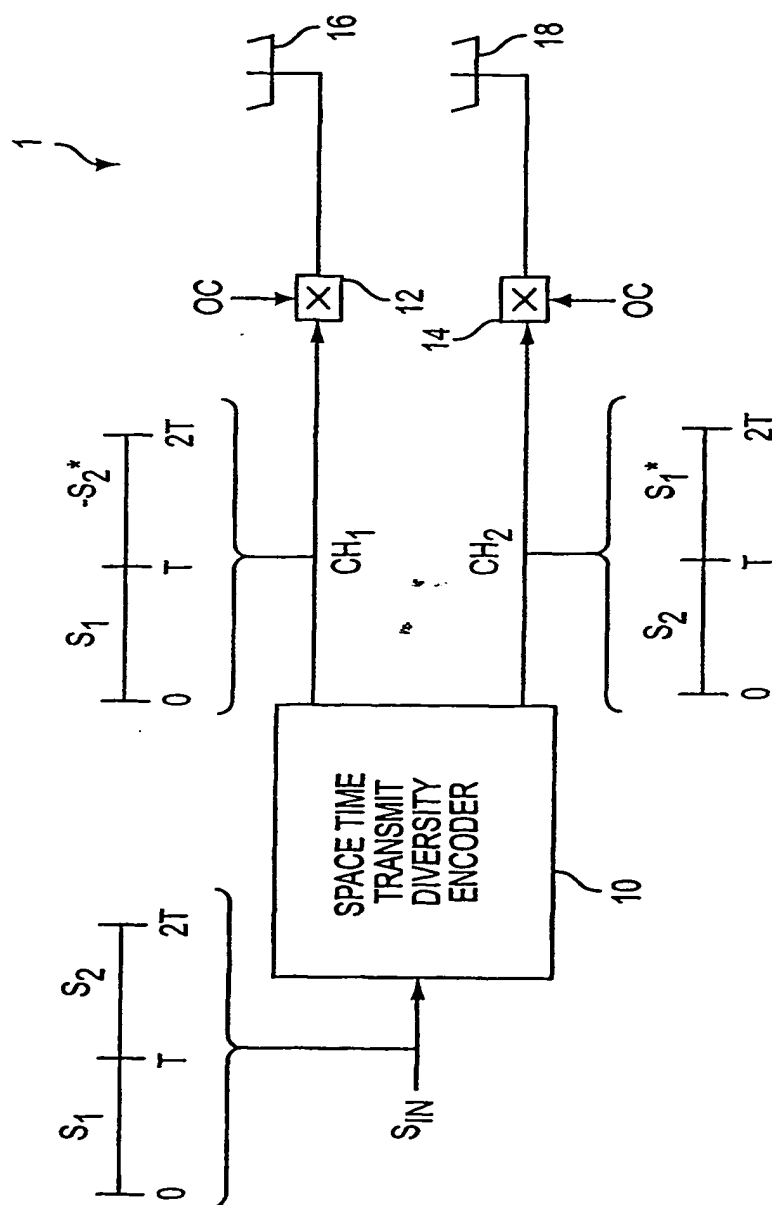 1
S1 S2
0 T 2T
SIN
SPACE TIME
TRANSMIT
DIVERSITY
ENCODER
10
S1 -S2*
0 T 2T
CH1
OC
12
16
CH2
14
OC
18
S2 S1*
0 T 2T